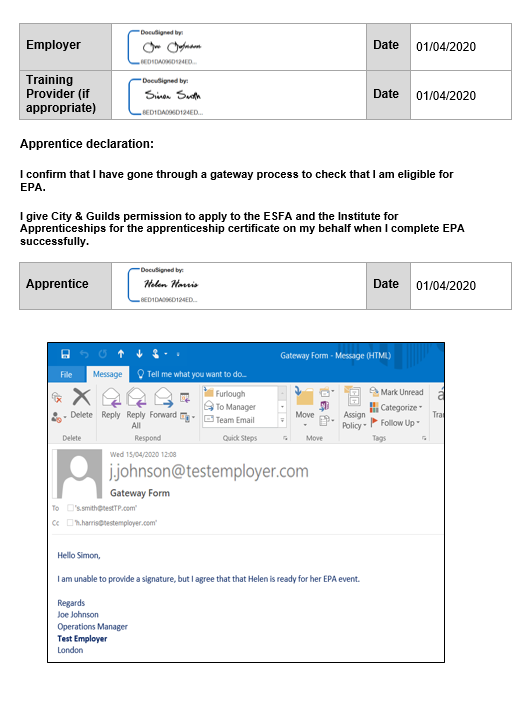 Employer
DocuSigned by:
Joe Johnson
8ED1DA096D124ED...
Date
01/04/2020
Training
Provider (if
appropriate)
DocuSigned by:
Simon Smith
8ED1DA096D124ED...
Date
01/04/2020
Apprentice declaration:
I confirm that I have gone through a gateway process to check that I am eligible for
EPA.
I give City & Guilds permission to apply to the ESFA and the Institute for
Apprenticeships for the apprenticeship certificate on my behalf when I complete EPA
successfully.
Apprentice
DocuSigned by:
Helen Harris
8ED1DA096D124ED...
Date
01/04/2020
Gateway Form - Message (HTML)
File
Message
Tell me what you want to do...
Delete
Reply
Reply
All
Forward
Furlough
To Manager
Team Email
Move
Assign
Policy
Mark Unread
Categorize
Follow Up
Tra
Delete
Respond
Quick Steps
Move
Tags
Wed 15/04/2020 12:08
j.johnson@testemployer.com
Gateway Form
To 's.smith@testTP.com'
Cc 'h.harris@testemployer.com'
Hello Simon,
I am unable to provide a signature, but I agree that that Helen is ready for her EPA event.
Regards
Joe Johnson
Operations Manager
Test Employer
London